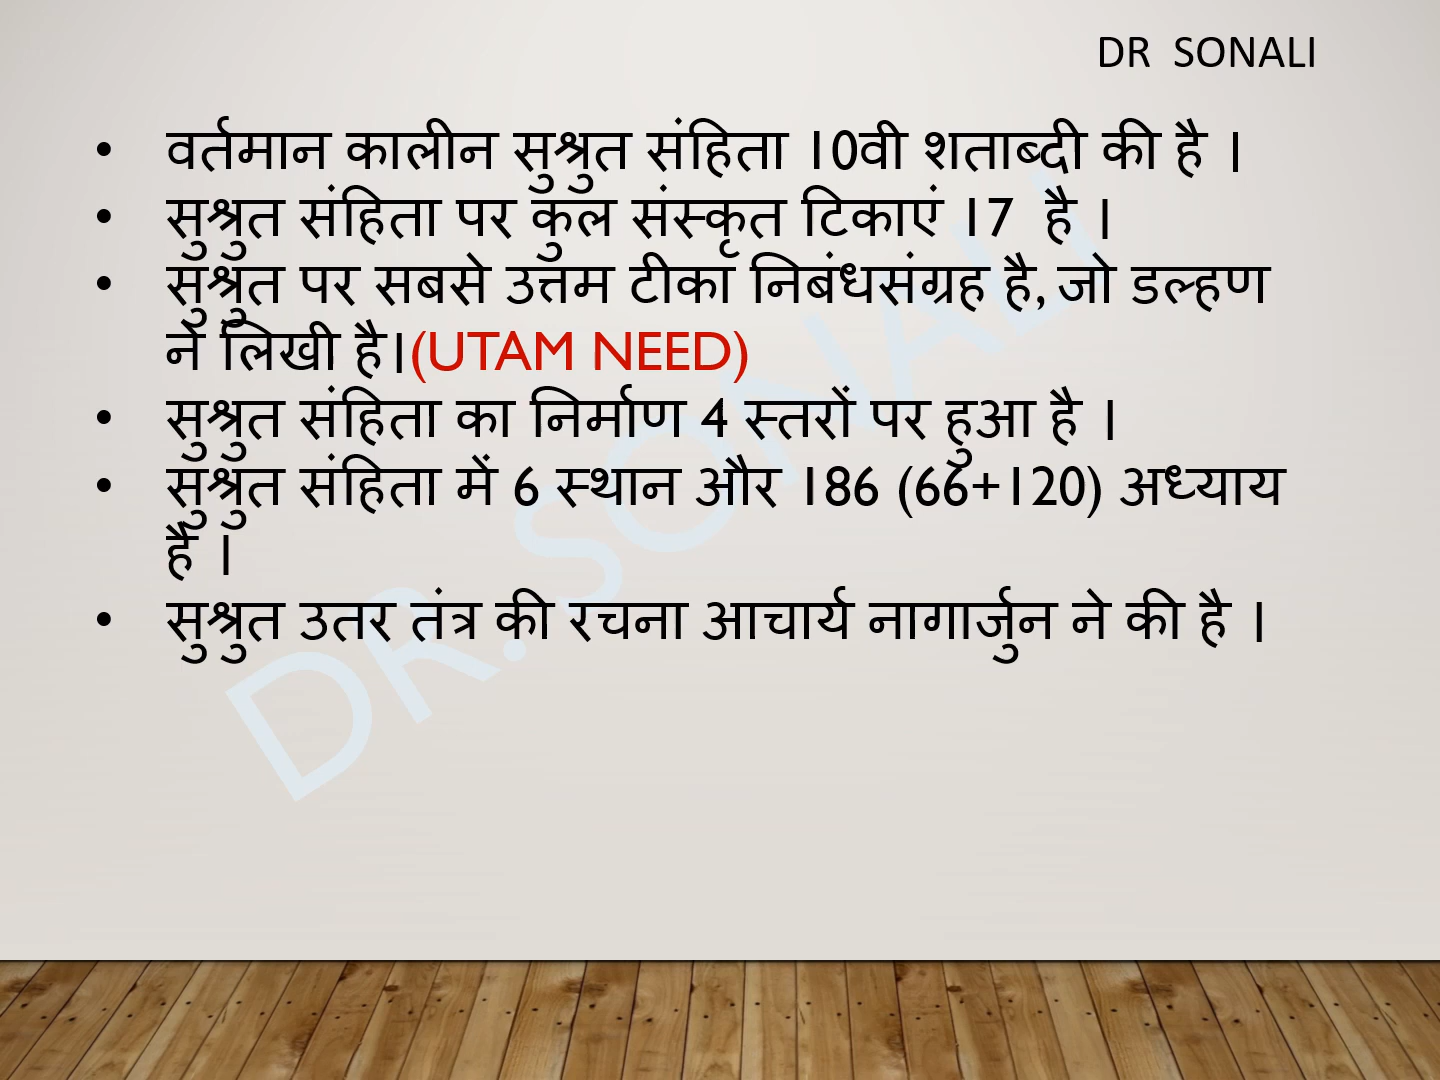 DR SONALI
• वर्तमान कालीन सुश्रुत संहिता 10वी शताब्दी की है ।
• सुश्रुत संहिता पर कुल संस्कृत टिकाएं 17 है ।
• सुश्रुत पर सबसे उत्तम टीका निबंधसंग्रह है, जो डल्हण
ने लिखी है।(UTAM NEED)
• सुश्रुत संहिता का निर्माण 4 स्तरों पर हुआ है ।
• सुश्रुत संहिता में 6 स्थान और 186 (66+120) अध्याय
है ।
• सुश्रुत उतर तंत्र की रचना आचार्य नागार्जुन ने की है ।
DR. SONALI